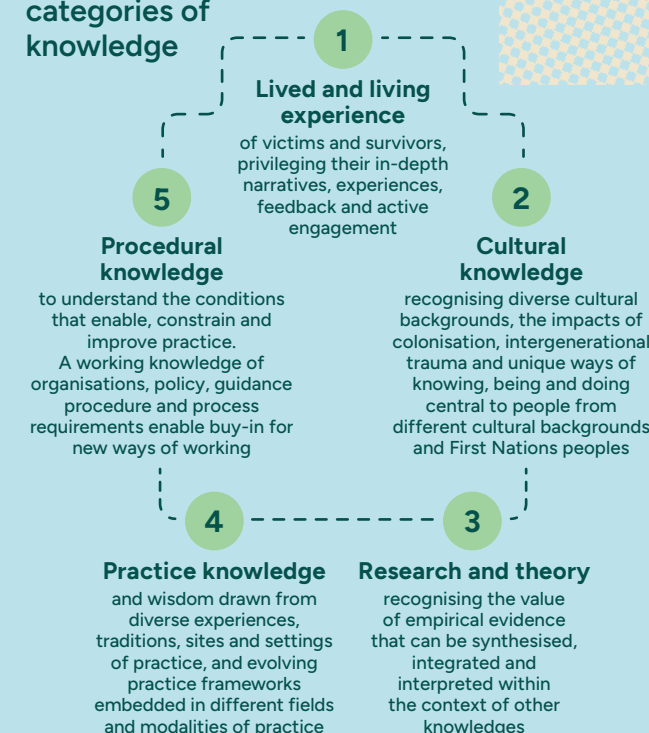 categories of
knowledge
1
Lived and living
experience
of victims and survivors,
privileging their in-depth
narratives, experiences,
feedback and active
engagement
2
Cultural
knowledge
recognising diverse cultural
backgrounds, the impacts of
colonisation, intergenerational
trauma and unique ways of
knowing, being and doing
central to people from
different cultural backgrounds
and First Nations peoples
3
Research and theory
recognising the value
of empirical evidence
that can be synthesised,
integrated and
interpreted within
the context of other
knowledges
4
Practice knowledge
and wisdom drawn from
diverse experiences,
traditions, sites and settings
of practice, and evolving
practice frameworks
embedded in different fields
and modalities of practice
5
Procedural
knowledge
to understand the conditions
that enable, constrain and
improve practice.
A working knowledge of
organisations, policy, guidance
procedure and process
requirements enable buy-in for
new ways of working